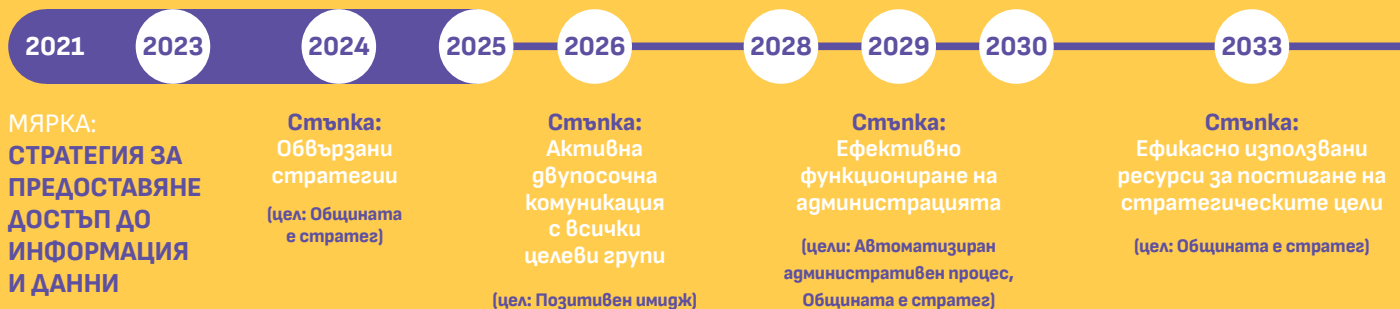 2021 2023 2024 2025 2026 2028 2029 2030 2033
МЯРКА:
СТРАТЕГИЯ ЗА
ПРЕДОСТАВЯНЕ
ДОСТЪП ДО
ИНФОРМАЦИЯ
И ДАННИ
Стъпка:
Обвързани
стратегии
(цел: Общината
е стратег)
Стъпка:
Активна
двупосочна
комуникация
с всички
целеви групи
(цел: Позитивен имидж)
Стъпка:
Ефективно
функциониране на
администрацията
(цели: Автоматизиран
административен процес,
Общината е стратег)
Стъпка:
Ефикасно използвани
ресурси за постигане на
стратегическите цели
(цел: Общината е стратег)